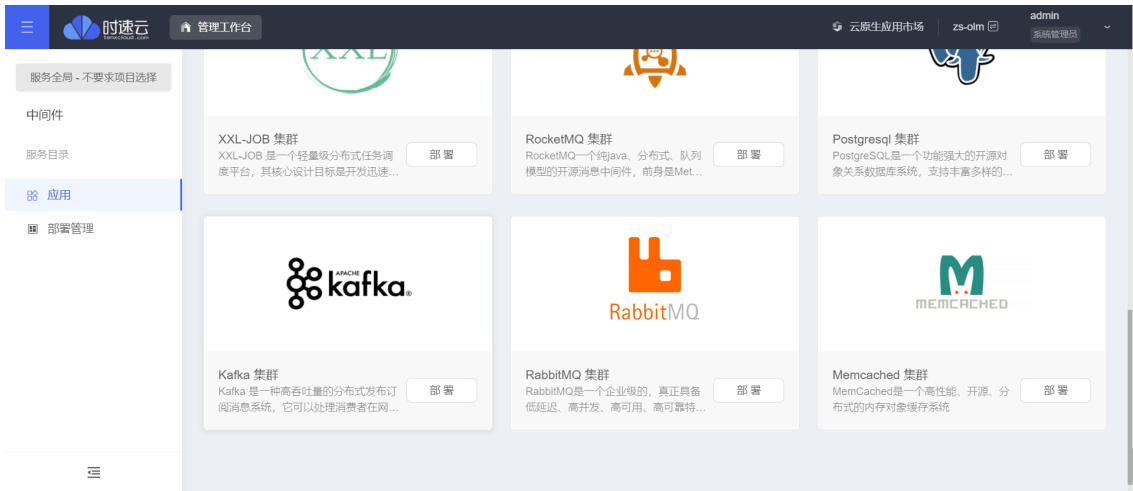 时速云
tenxcloud.com
管理工作台
云原生应用市场
zs-olm
admin
系统管理员
服务全局 - 不要求项目选择
中间件
服务目录
应用
部署管理
XXL
XXL-JOB 集群
XXL-JOB 是一个轻量级分布式任务调
度平台，其核心设计目标是开发迅速...
部署
RocketMQ 集群
RocketMQ一个纯java、分布式、队列
模型的开源消息中间件，前身是Met...
部署
Postgresql 集群
PostgreSQL是一个功能强大的开源对
象关系数据库系统，支持丰富多样的...
部署
APACHE
kafka®
Kafka 集群
Kafka 是一种高吞吐量的分布式发布订
阅消息系统，它可以处理消费者在网...
部署
RabbitMQ
RabbitMQ 集群
RabbitMQ是一个企业级的，真正具备
低延迟、高并发、高可用、高可靠特...
部署
MEMCACHED
Memcached 集群
MemCached是一个高性能、开源、分
布式的内存对象缓存系统
部署